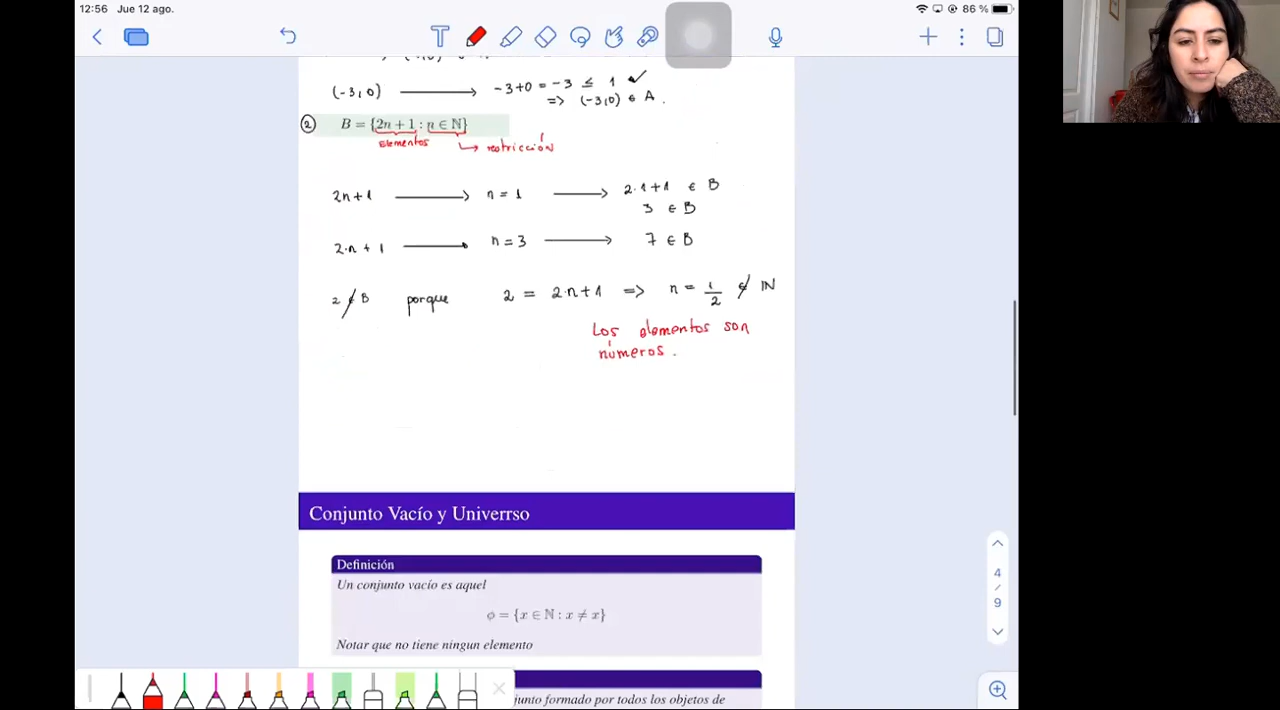 12:56 Jue 12 ago.
86 %
(-3,0) ⟶ -3+0 = -3 ≤ 1 ✓
=> (-3,0) ∈ A.
② B = {2n + 1 : n ∈ ℕ}
elementos
↳ restricción
2n+1 ⟶ n = 1 ⟶ 2·1+1 ∈ B
3 ∈ B
2·n + 1 ⟶ n = 3 ⟶ 7 ∈ B
2 ∉ B porque 2 = 2·n+1 => n = 1/2 ∉ ℕ
Los elementos son
números.
Conjunto Vacío y Universo
Definición
Un conjunto vacío es aquel
ϕ = {x ∈ ℕ : x ≠ x}
Notar que no tiene ningun elemento
junto formado por todos los objetos de
4
/
9